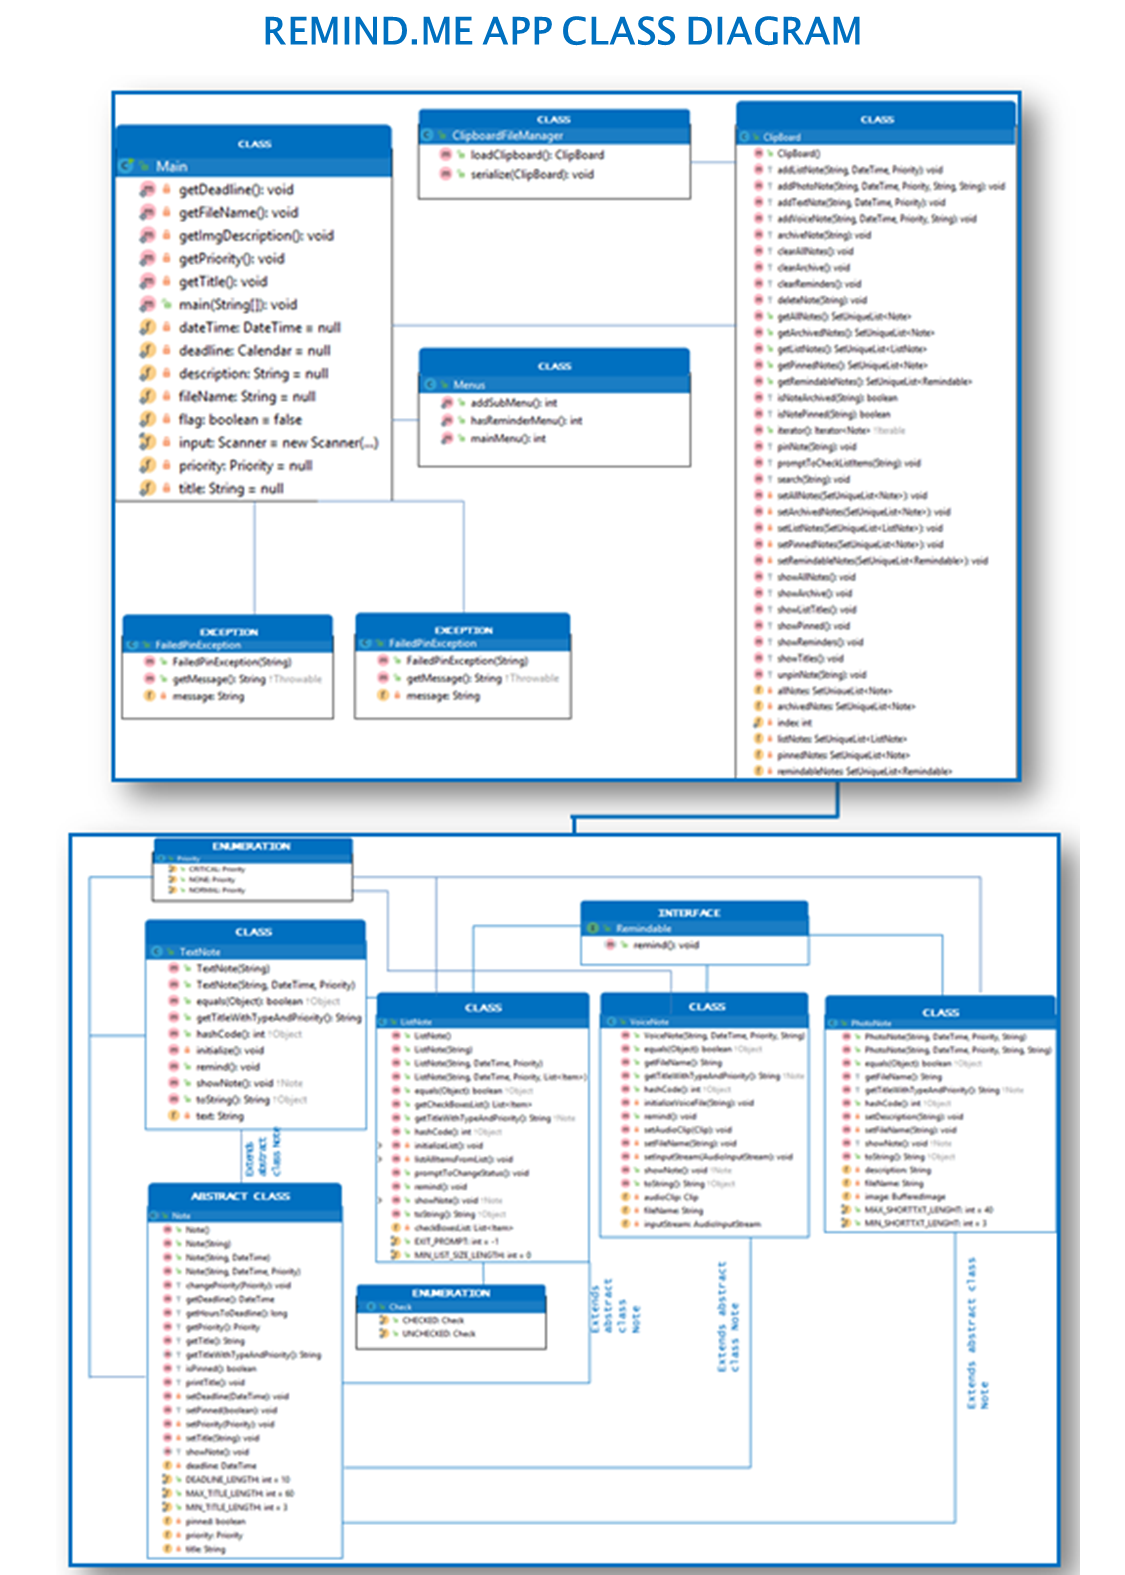 REMIND.ME APP CLASS DIAGRAM
CLASS
Main
getDeadline(): void
getFileName(): void
getImgDescription(): void
getPriority(): void
getTitle(): void
main(String[]): void
dateTime: DateTime = null
deadline: Calendar = null
description: String = null
fileName: String = null
flag: boolean = false
input: Scanner = new Scanner(...)
priority: Priority = null
title: String = null
CLASS
ClipboardFileManager
loadClipboard(): ClipBoard
serialize(ClipBoard): void
CLASS
Menus
addSubMenu(): int
hasReminderMenu(): int
mainMenu(): int
CLASS
ClipBoard
ClipBoard()
addListNote(String, DateTime, Priority): void
addPhotoNote(String, DateTime, Priority, String, String): void
addTextNote(String, DateTime, Priority): void
addVoiceNote(String, DateTime, Priority, String): void
archiveNote(String): void
clearAllNotes(): void
clearArchive(): void
clearReminders(): void
deleteNote(String): void
getAllNotes(): SetUniqueList<Note>
getArchivedNotes(): SetUniqueList<Note>
getListNotes(): SetUniqueList<ListNote>
getPinnedNotes(): SetUniqueList<Note>
getRemindableNotes(): SetUniqueList<Remindable>
isNoteArchived(String): boolean
isNotePinned(String): boolean
iterator(): Iterator<Note> ↑Iterable
pinNote(String): void
promptToCheckListItems(String): void
search(String): void
setAllNotes(SetUniqueList<Note>): void
setArchivedNotes(SetUniqueList<Note>): void
setListNotes(SetUniqueList<ListNote>): void
setPinnedNotes(SetUniqueList<Note>): void
setRemindableNotes(SetUniqueList<Remindable>): void
showAllNotes(): void
showArchive(): void
showListTitles(): void
showPinned(): void
showReminders(): void
showTitles(): void
unpinNote(String): void
allNotes: SetUniqueList<Note>
archivedNotes: SetUniqueList<Note>
index: int
listNotes: SetUniqueList<ListNote>
pinnedNotes: SetUniqueList<Note>
remindableNotes: SetUniqueList<Remindable>
EXCEPTION
FailedPinException
FailedPinException(String)
getMessage(): String ↑Throwable
message: String
EXCEPTION
FailedPinException
FailedPinException(String)
getMessage(): String ↑Throwable
message: String
ENUMERATION
Priority
CRITICAL: Priority
NONE: Priority
NORMAL: Priority
CLASS
TextNote
TextNote(String)
TextNote(String, DateTime, Priority)
equals(Object): boolean ↑Object
getTitleWithTypeAndPriority(): String
hashCode(): int ↑Object
initialize(): void
remind(): void
showNote(): void ↑Note
toString(): String ↑Object
text: String
Extends
abstract
class Note
INTERFACE
Remindable
remind(): void
CLASS
ListNote
ListNote()
ListNote(String)
ListNote(String, DateTime, Priority)
ListNote(String, DateTime, Priority, List<Item>)
equals(Object): boolean ↑Object
getCheckBoxesList(): List<Item>
getTitleWithTypeAndPriority(): String ↑Note
hashCode(): int ↑Object
initializeList(): void
listAllItemsFromList(): void
promptToChangeStatus(): void
remind(): void
showNote(): void ↑Note
toString(): String ↑Object
checkBoxesList: List<Item>
EXIT_PROMPT: int = -1
MIN_LIST_SIZE_LENGTH: int = 0
CLASS
VoiceNote
VoiceNote(String, DateTime, Priority, String)
equals(Object): boolean ↑Object
getFileName(): String
getTitleWithTypeAndPriority(): String ↑Note
hashCode(): int ↑Object
initializeVoiceFile(String): void
remind(): void
setAudioClip(Clip): void
setFileName(String): void
setInputStream(AudioInputStream): void
showNote(): void ↑Note
toString(): String ↑Object
audioClip: Clip
fileName: String
inputStream: AudioInputStream
CLASS
PhotoNote
PhotoNote(String, DateTime, Priority, String)
PhotoNote(String, DateTime, Priority, String, String)
equals(Object): boolean ↑Object
getFileName(): String
getTitleWithTypeAndPriority(): String ↑Note
hashCode(): int ↑Object
setDescription(String): void
setFileName(String): void
showNote(): void ↑Note
toString(): String ↑Object
description: String
fileName: String
image: BufferedImage
MAX_SHORTTXT_LENGHT: int = 40
MIN_SHORTTXT_LENGHT: int = 3
ABSTRACT CLASS
Note
Note()
Note(String)
Note(String, DateTime)
Note(String, DateTime, Priority)
changePriority(Priority): void
getDeadline(): DateTime
getHoursToDeadline(): long
getPriority(): Priority
getTitle(): String
getTitleWithTypeAndPriority(): String
isPinned(): boolean
printTitle(): void
setDeadline(DateTime): void
setPinned(boolean): void
setPriority(Priority): void
setTitle(String): void
showNote(): void
deadline: DateTime
DEADLINE_LENGTH: int = 10
MAX_TITLE_LENGTH: int = 60
MIN_TITLE_LENGTH: int = 3
pinned: boolean
priority: Priority
title: String
ENUMERATION
Check
CHECKED: Check
UNCHECKED: Check
Extends
abstract
class
Note
Extends abstract
class Note
Extends abstract class
Note